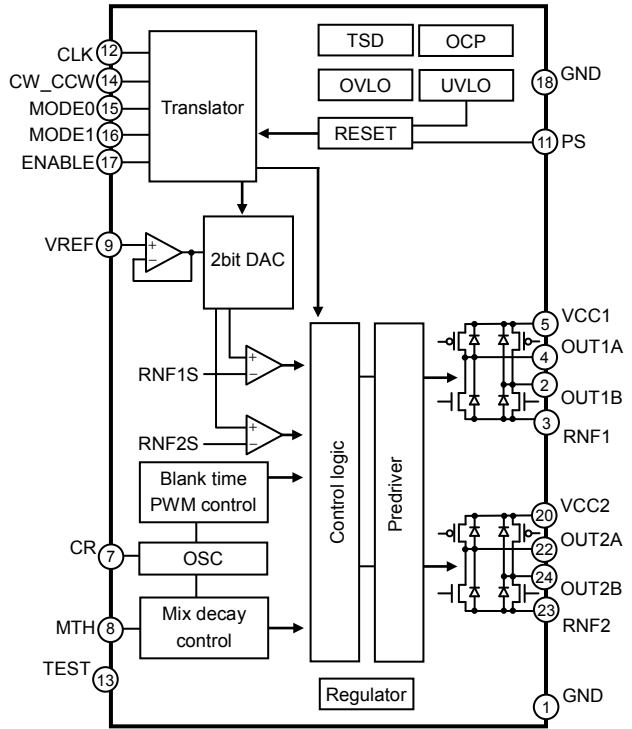 CLK 12
CW_CCW 14
MODE0 15
MODE1 16
ENABLE 17
Translator
TSD
OCP
OVLO
UVLO
RESET
18 GND
11 PS
VREF 9
+
−
2bit DAC
RNF1S
+
−
RNF2S
+
−
Blank time
PWM control
CR 7
OSC
MTH 8
Mix decay
control
TEST
13
Control logic
Predriver
Regulator
5 VCC1
4 OUT1A
2 OUT1B
3 RNF1
20 VCC2
22 OUT2A
24 OUT2B
23 RNF2
1 GND